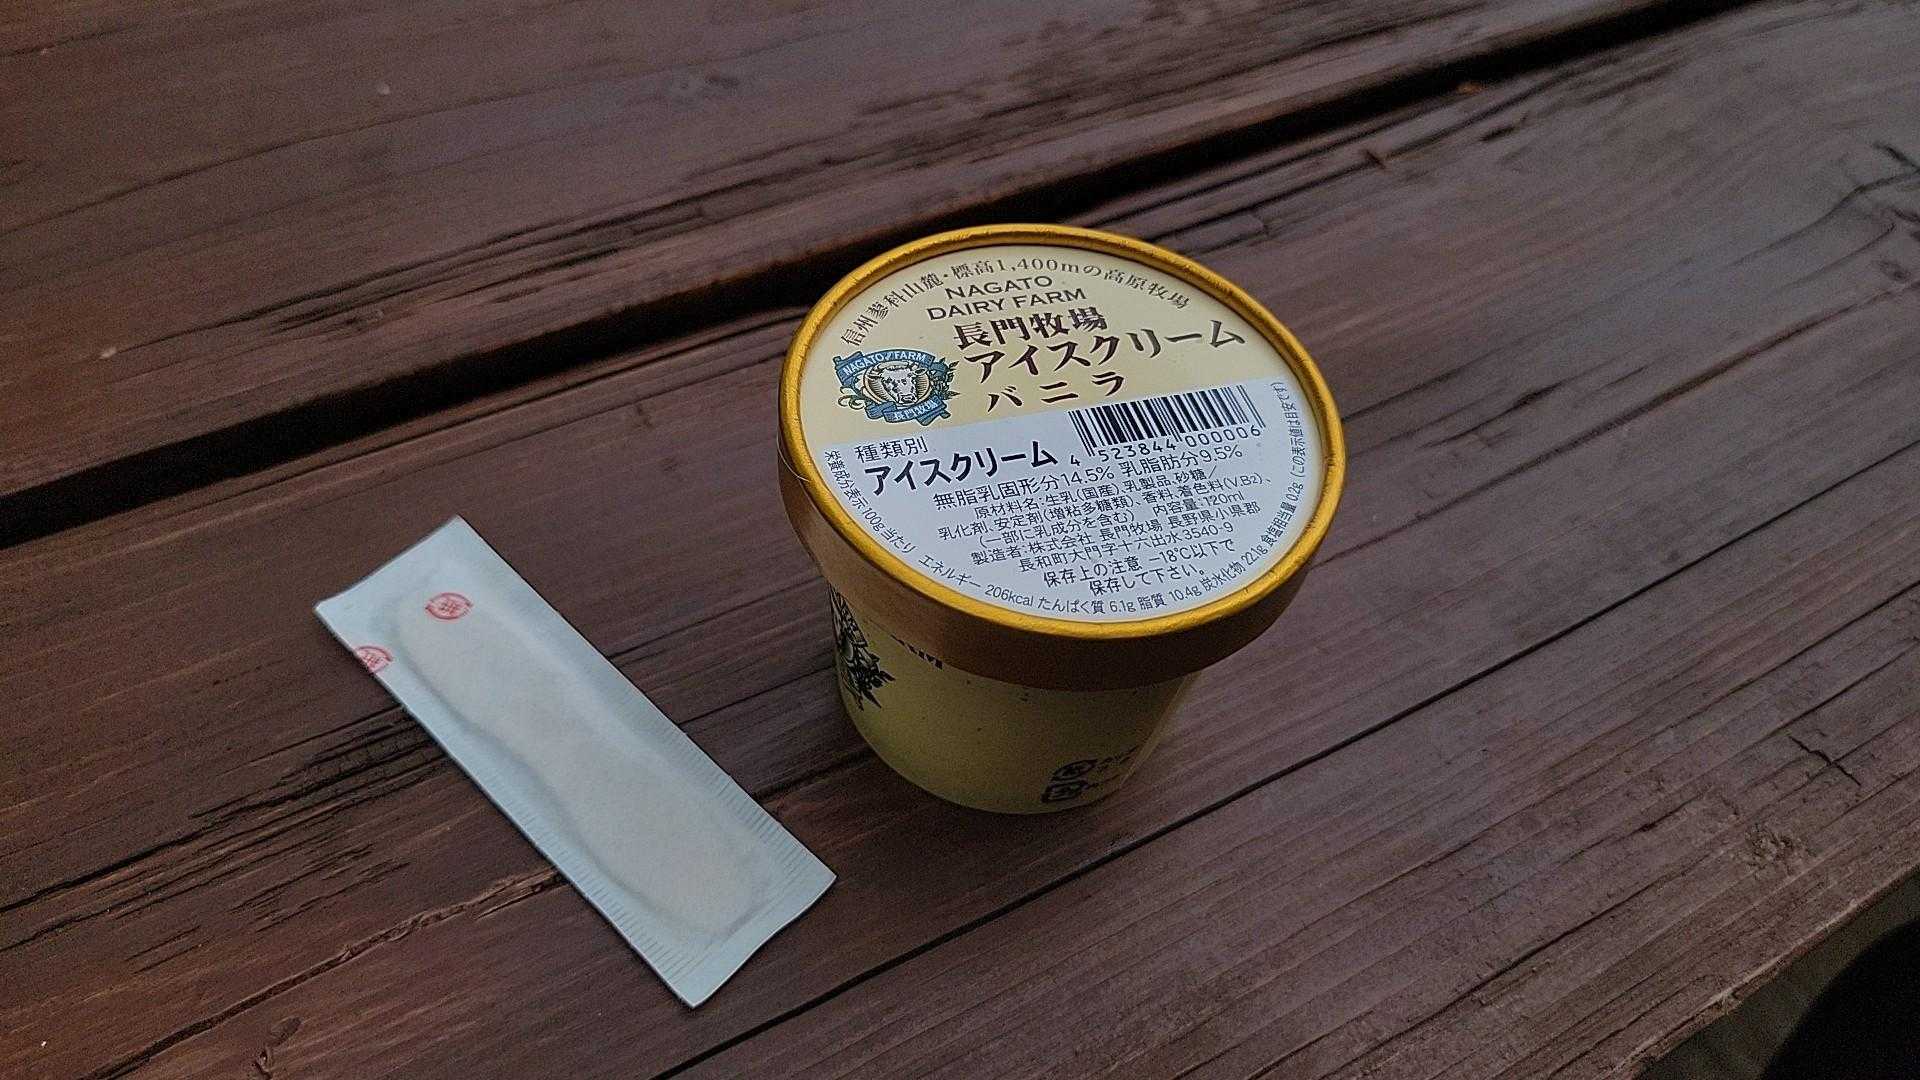 信州蓼科山麓・標高1,400mの高原牧場
NAGATO
DAIRY FARM
長門牧場
アイスクリーム
バニラ
NAGATO FARM
長門牧場
種類別
アイスクリーム
4 523844 000006
無脂乳固形分14.5% 乳脂肪分9.5%
原材料名:生乳(国産)、乳製品、砂糖/
乳化剤、安定剤(増粘多糖類)、香料、着色料(V.B2)、
(一部に乳成分を含む) 内容量:120ml
製造者:株式会社 長門牧場 長野県小県郡
長和町大門字十六出水3540-9
保存上の注意 −18℃以下で
保存して下さい。
栄養成分表示100g当たり エネルギー 206kcal たんぱく質 6.1g 脂質 10.4g 炭水化物 22.1g 食塩相当量 0.2g (この表示値は目安です)
紙
紙